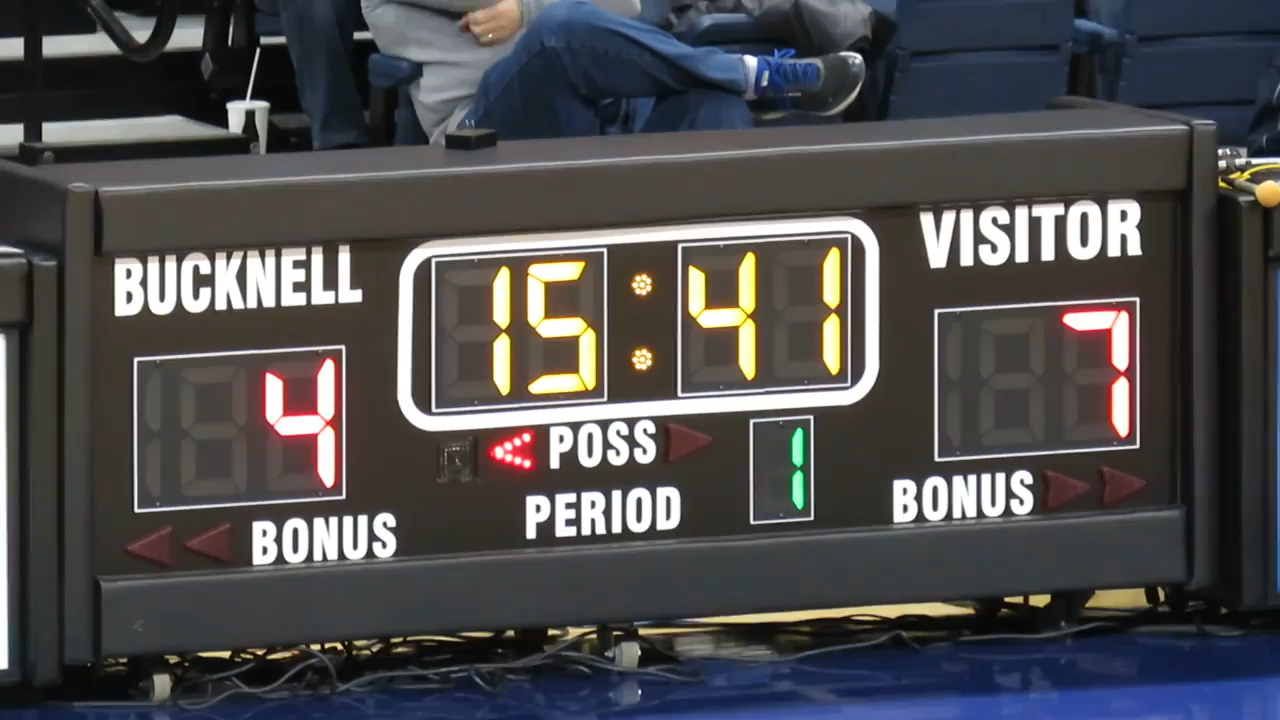 BUCKNELL
15:41
VISITOR
4
7
POSS
1
PERIOD
BONUS
BONUS